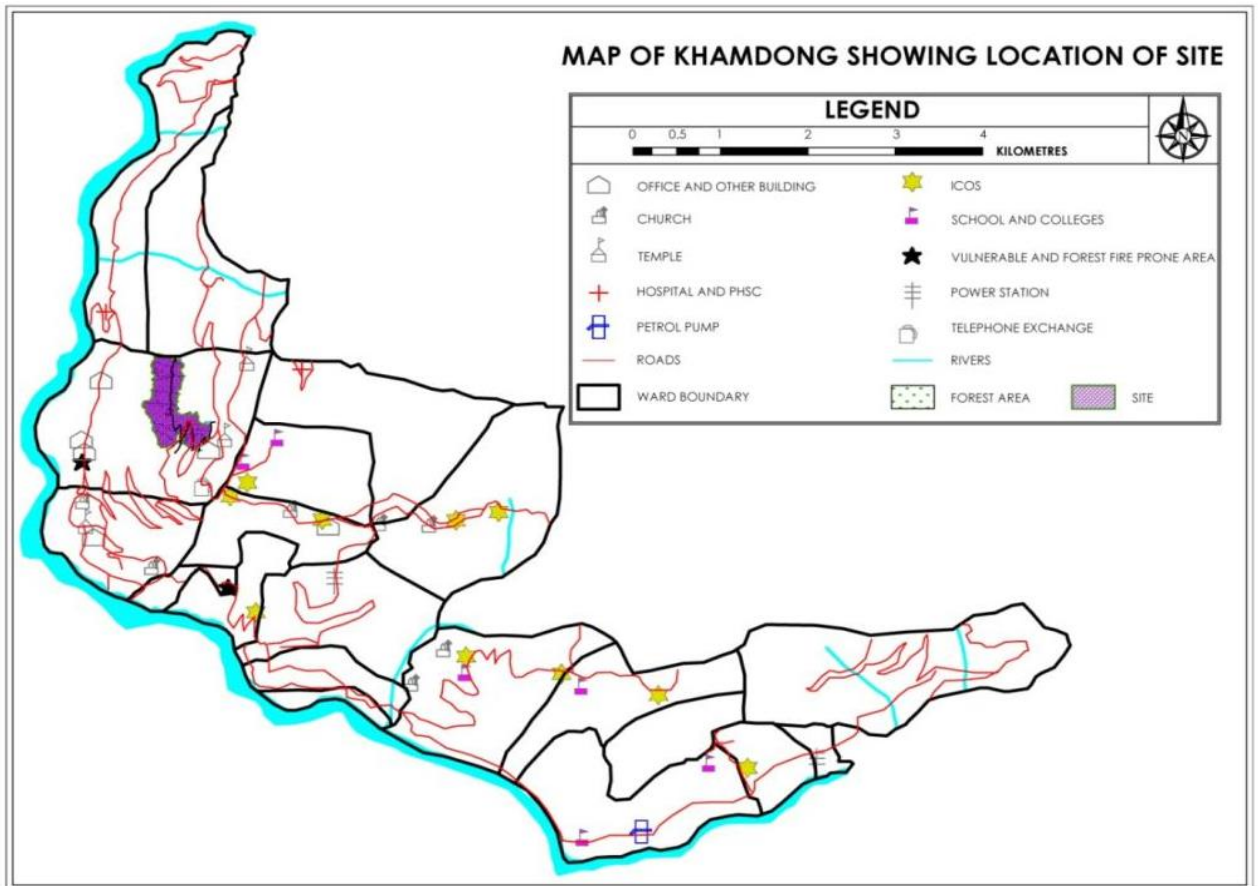 MAP OF KHAMDONG SHOWING LOCATION OF SITE
LEGEND
0 0.5 1 2 3 4
KILOMETRES
N
OFFICE AND OTHER BUILDING
CHURCH
TEMPLE
HOSPITAL AND PHSC
PETROL PUMP
ROADS
WARD BOUNDARY
ICOS
SCHOOL AND COLLEGES
VULNERABLE AND FOREST FIRE PRONE AREA
POWER STATION
TELEPHONE EXCHANGE
RIVERS
FOREST AREA
SITE